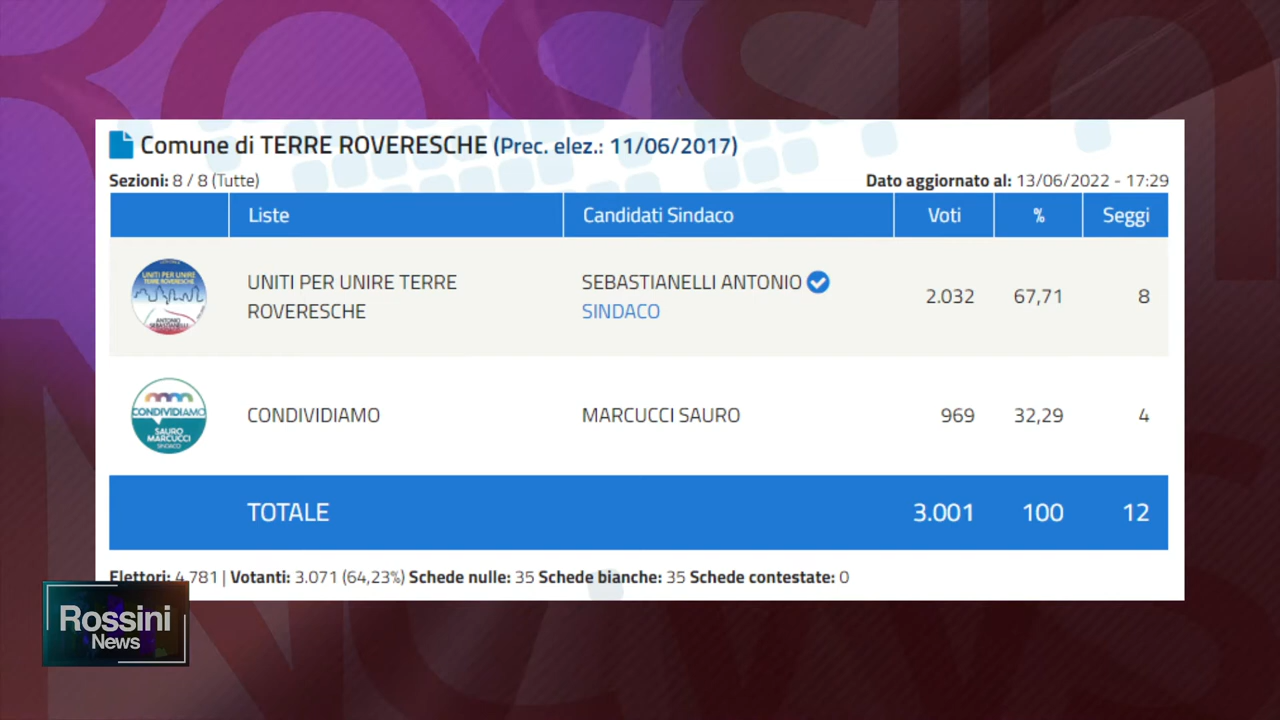 Comune di TERRE ROVERESCHE (Prec. elez.: 11/06/2017)
Sezioni: 8 / 8 (Tutte) Dato aggiornato al: 13/06/2022 - 17:29
Liste Candidati Sindaco Voti % Seggi
UNITI PER UNIRE
TERRE ROVERESCHE
ANTONIO
SEBASTIANELLI
UNITI PER UNIRE TERRE
ROVERESCHE
SEBASTIANELLI ANTONIO
SINDACO
2.032 67,71 8
CONDIVIDIAMO
SAURO
MARCUCCI
SINDACO
CONDIVIDIAMO MARCUCCI SAURO 969 32,29 4
TOTALE 3.001 100 12
Elettori: 4.781 | Votanti: 3.071 (64,23%) Schede nulle: 35 Schede bianche: 35 Schede contestate: 0
Rossini
News